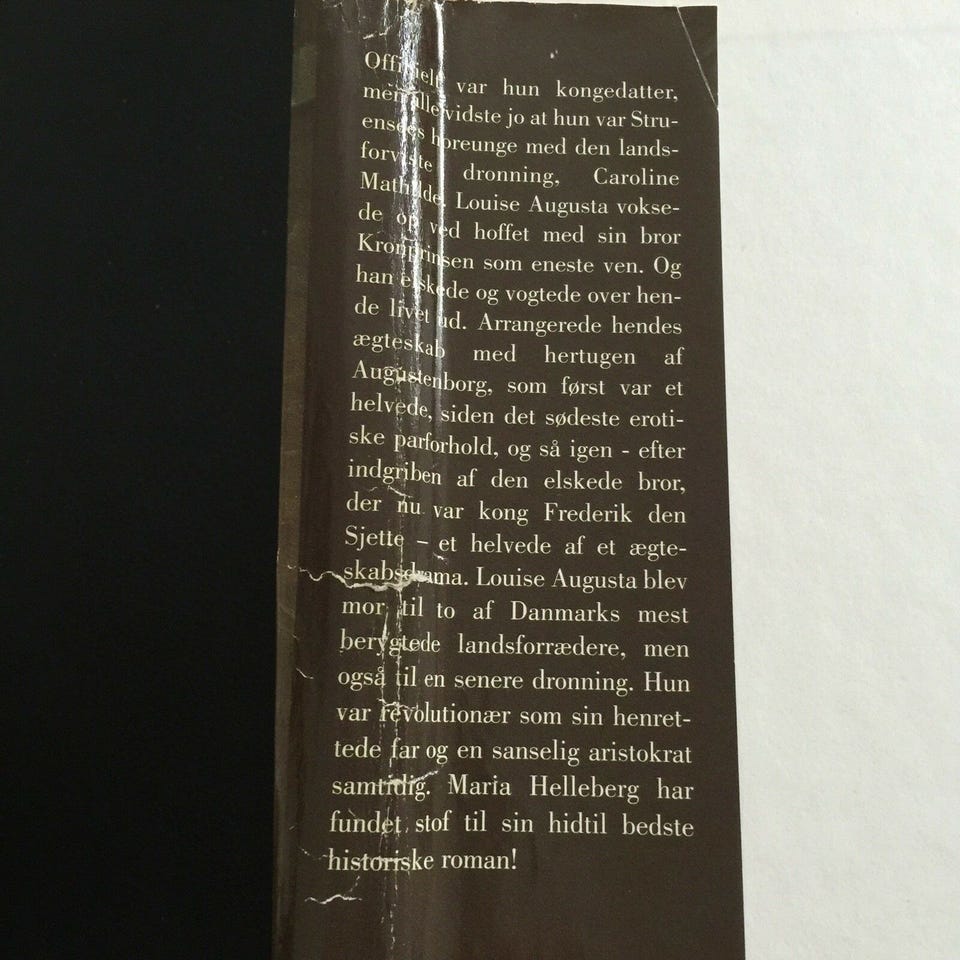 Officielt var hun kongedatter,
men alle vidste jo at hun var Stru-
ensees horeunge med den lands-
forviste dronning, Caroline
Mathilde. Louise Augusta vokse-
de op ved hoffet med sin bror
Kronprinsen som eneste ven. Og
han elskede og vogtede over hen-
de livet ud. Arrangerede hendes
ægteskab med hertugen af
Augustenborg, som først var et
helvede, siden det sødeste eroti-
ske parforhold, og så igen - efter
indgriben af den elskede bror,
der nu var kong Frederik den
Sjette – et helvede af et ægte-
skabsdrama. Louise Augusta blev
mor til to af Danmarks mest
berygtede landsforrædere, men
også til en senere dronning. Hun
var revolutionær som sin henret-
tede far og en sanselig aristokrat
samtidig. Maria Helleberg har
fundet stof til sin hidtil bedste
historiske roman!